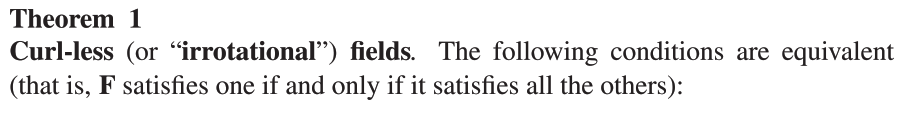 Theorem 1
Curl-less (or “irrotational”) fields. The following conditions are equivalent
(that is, F satisfies one if and only if it satisfies all the others):